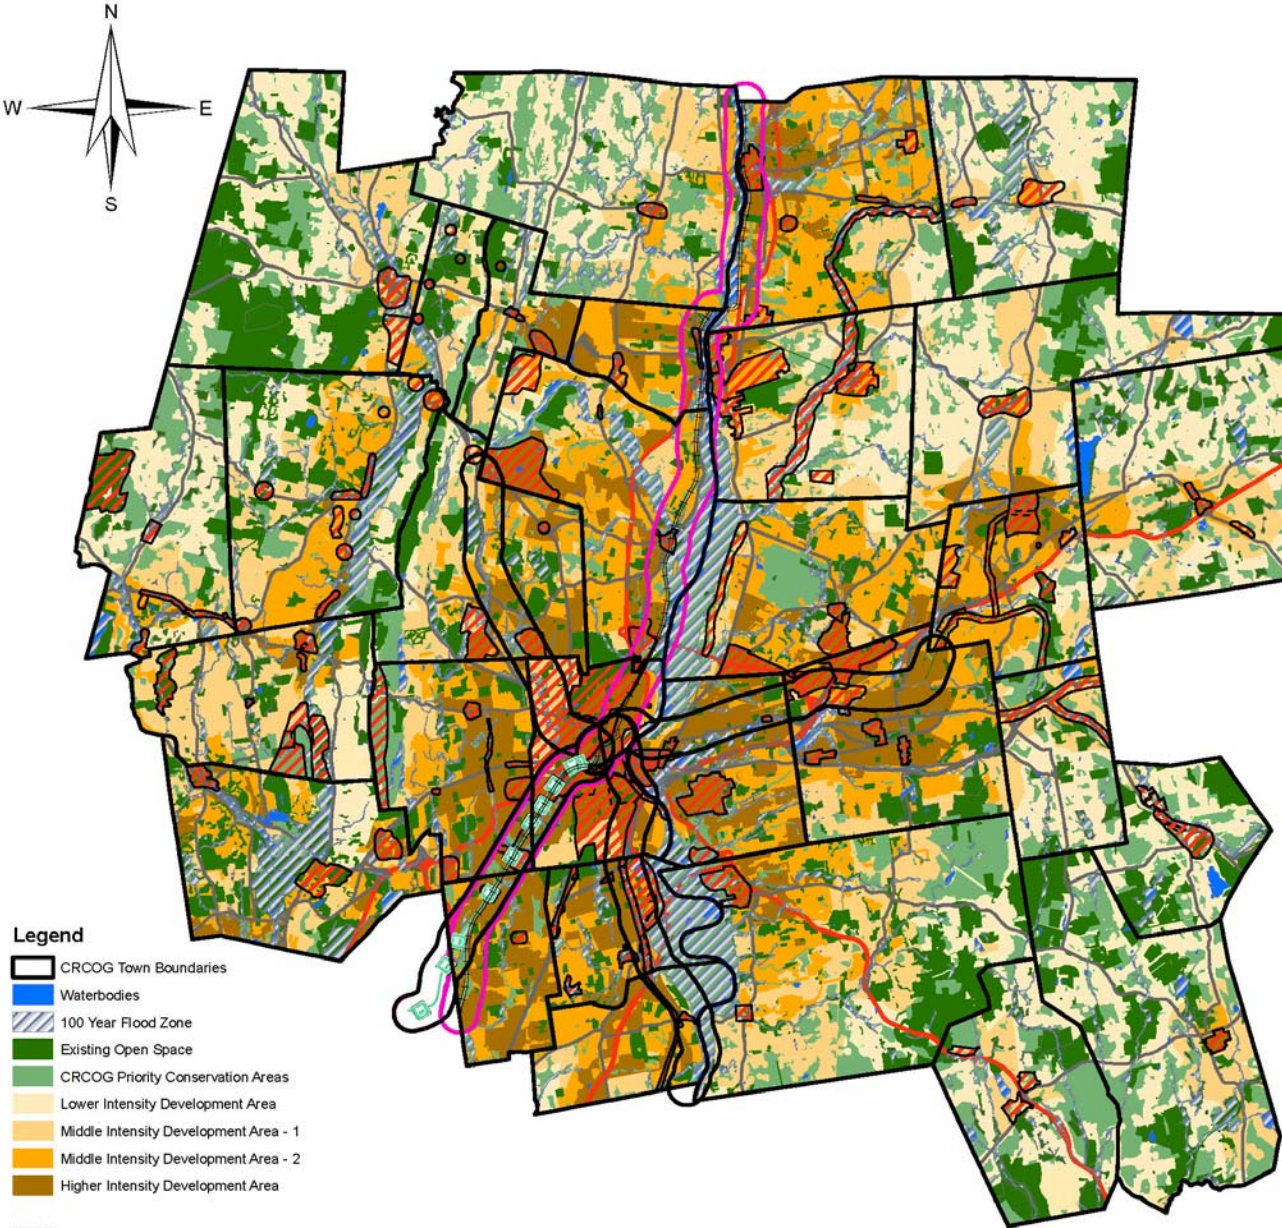 N
W
E
S
Legend
CRCOG Town Boundaries
Waterbodies
100 Year Flood Zone
Existing Open Space
CRCOG Priority Conservation Areas
Lower Intensity Development Area
Middle Intensity Development Area - 1
Middle Intensity Development Area - 2
Higher Intensity Development Area